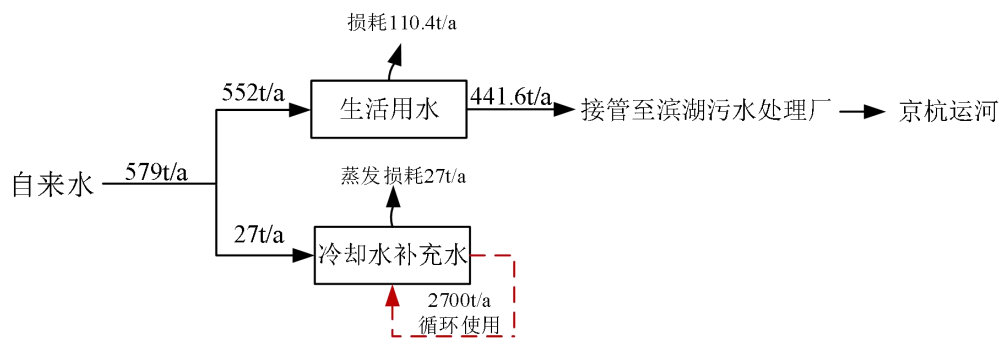 损耗110.4t/a
552t/a
生活用水
441.6t/a
接管至滨湖污水处理厂
京杭运河
自来水
579t/a
蒸发损耗27t/a
27t/a
冷却水补充水
2700t/a
循环使用